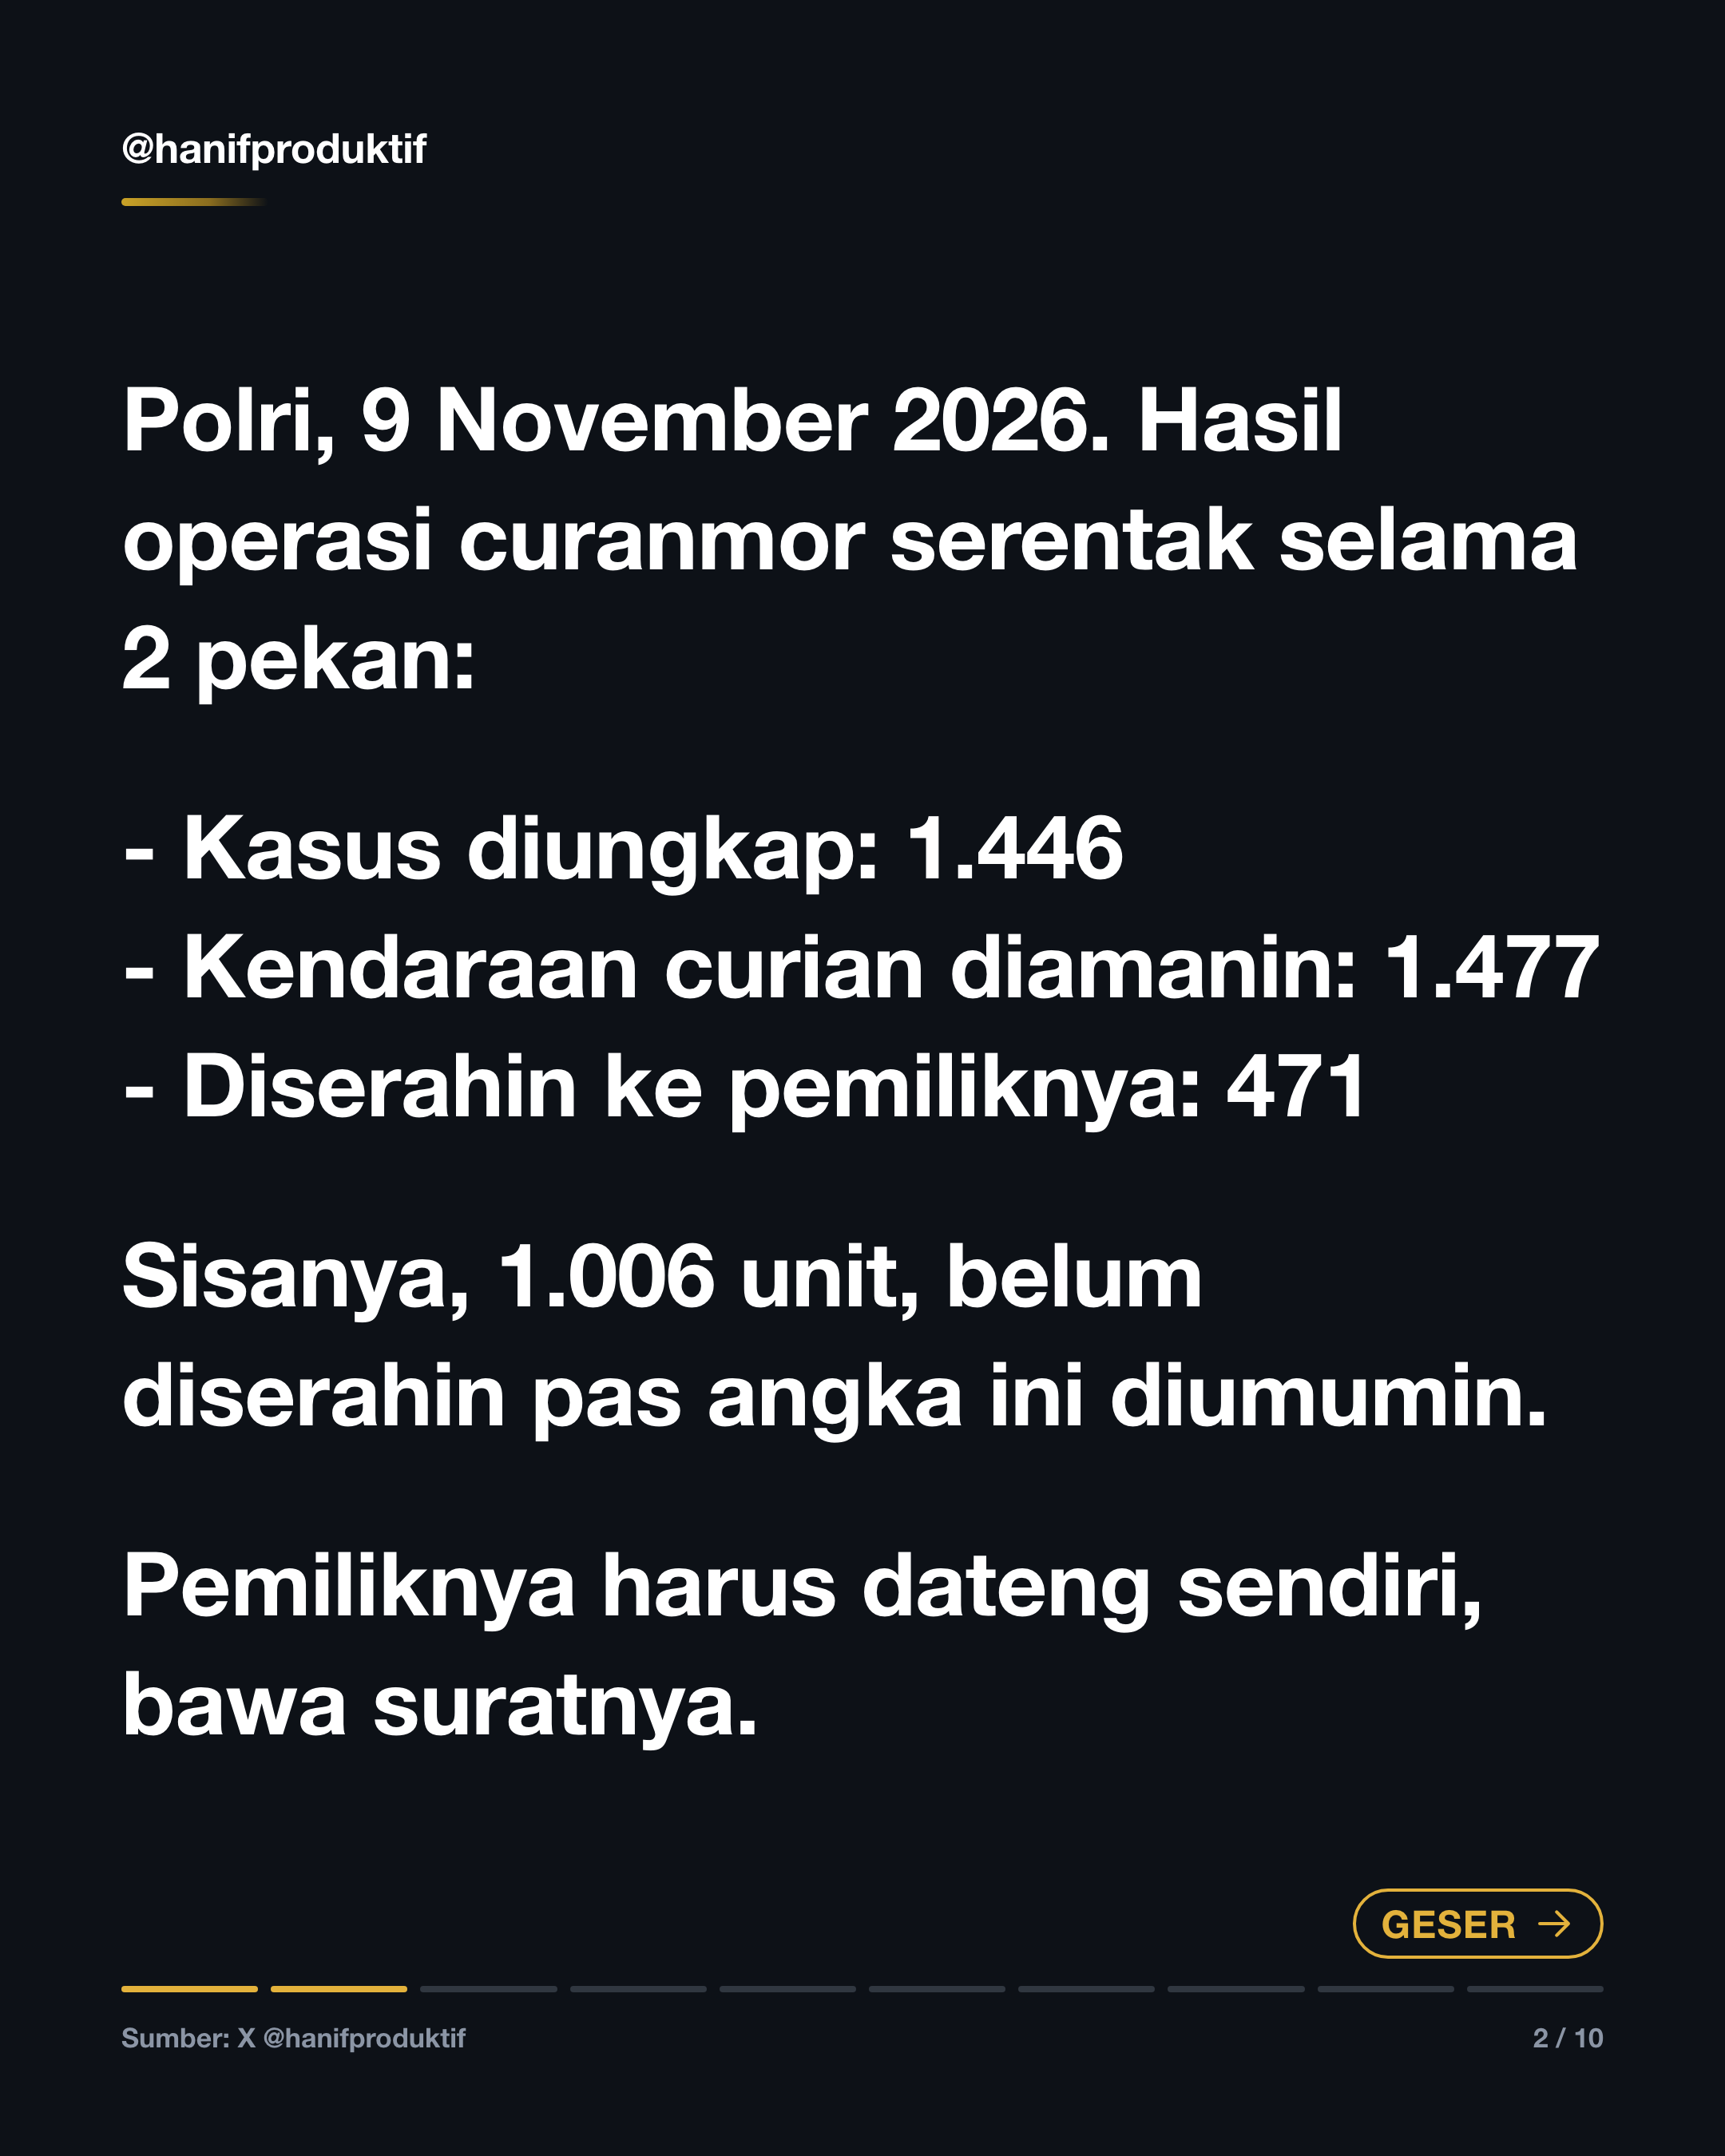 @hanifproduktif
Polri, 9 November 2026. Hasil
operasi curanmor serentak selama
2 pekan:
- Kasus diungkap: 1.446
- Kendaraan curian diamanin: 1.477
- Diserahin ke pemiliknya: 471
Sisanya, 1.006 unit, belum
diserahin pas angka ini diumumin.
Pemiliknya harus dateng sendiri,
bawa suratnya.
GESER →
Sumber: X @hanifproduktif
2 / 10